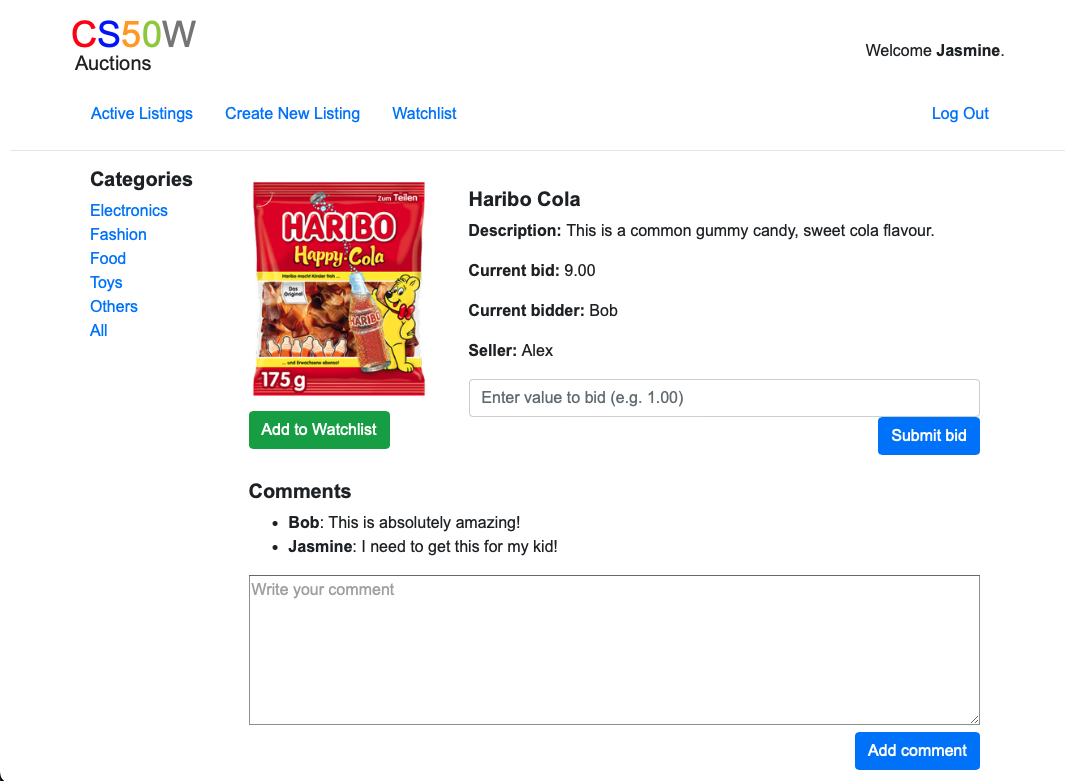 CS50W
Auctions
Welcome Jasmine.
Active Listings
Create New Listing
Watchlist
Log Out
Categories
Electronics
Fashion
Food
Toys
Others
All
Zum Teilen
HARIBO
Happy-Cola
Haribo macht Kinder froh ...
Das Original
HARIBO
... und Erwachsene ebenso!
175 g
Add to Watchlist
Haribo Cola
Description: This is a common gummy candy, sweet cola flavour.
Current bid: 9.00
Current bidder: Bob
Seller: Alex
Enter value to bid (e.g. 1.00)
Submit bid
Comments
• Bob: This is absolutely amazing!
• Jasmine: I need to get this for my kid!
Write your comment
Add comment